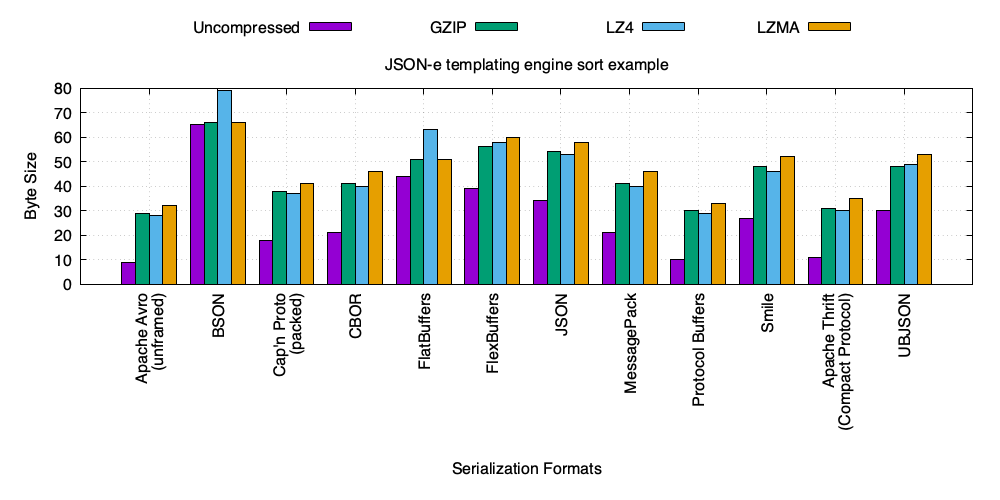 Uncompressed GZIP LZ4 LZMA
JSON-e templating engine sort example
Byte Size
80
70
60
50
40
30
20
10
0
Apache Avro
(unframed)
BSON
Cap'n Proto
(packed)
CBOR
FlatBuffers
FlexBuffers
JSON
MessagePack
Protocol Buffers
Smile
Apache Thrift
(Compact Protocol)
UBJSON
Serialization Formats